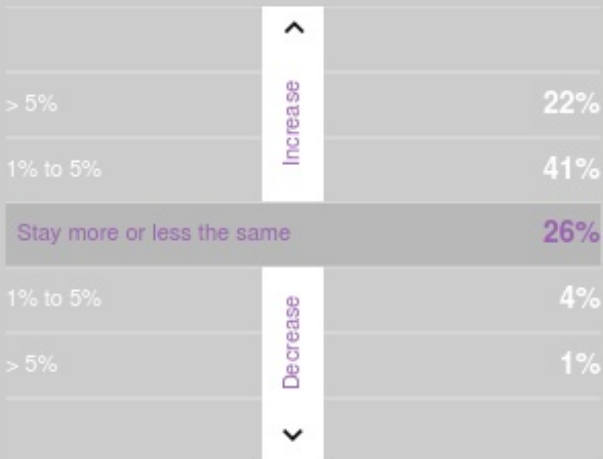 > 5% 22%
Increase
1% to 5% 41%
Stay more or less the same 26%
1% to 5% 4%
Decrease
> 5% 1%